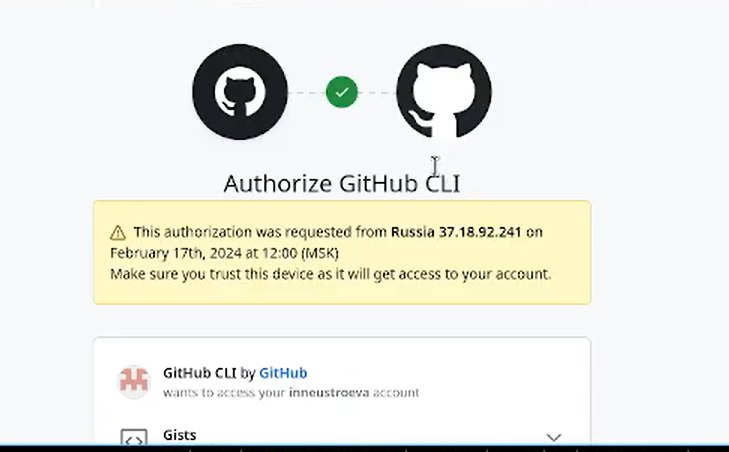 Authorize GitHub CLI
This authorization was requested from Russia 37.18.92.241 on
February 17th, 2024 at 12:00 (MSK)
Make sure you trust this device as it will get access to your account.
GitHub CLI by GitHub
wants to access your inneustroeva account
Gists